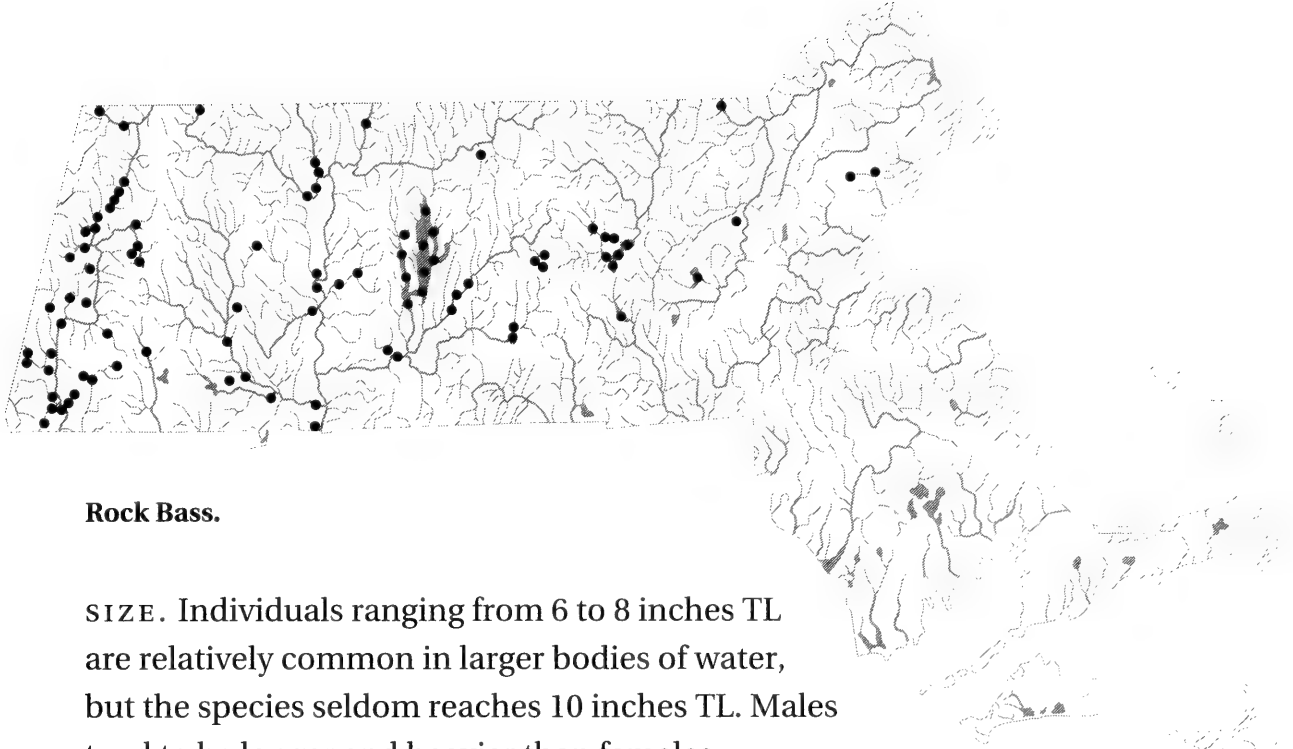 Rock Bass.
SIZE. Individuals ranging from 6 to 8 inches TL
are relatively common in larger bodies of water,
but the species seldom reaches 10 inches TL. Males